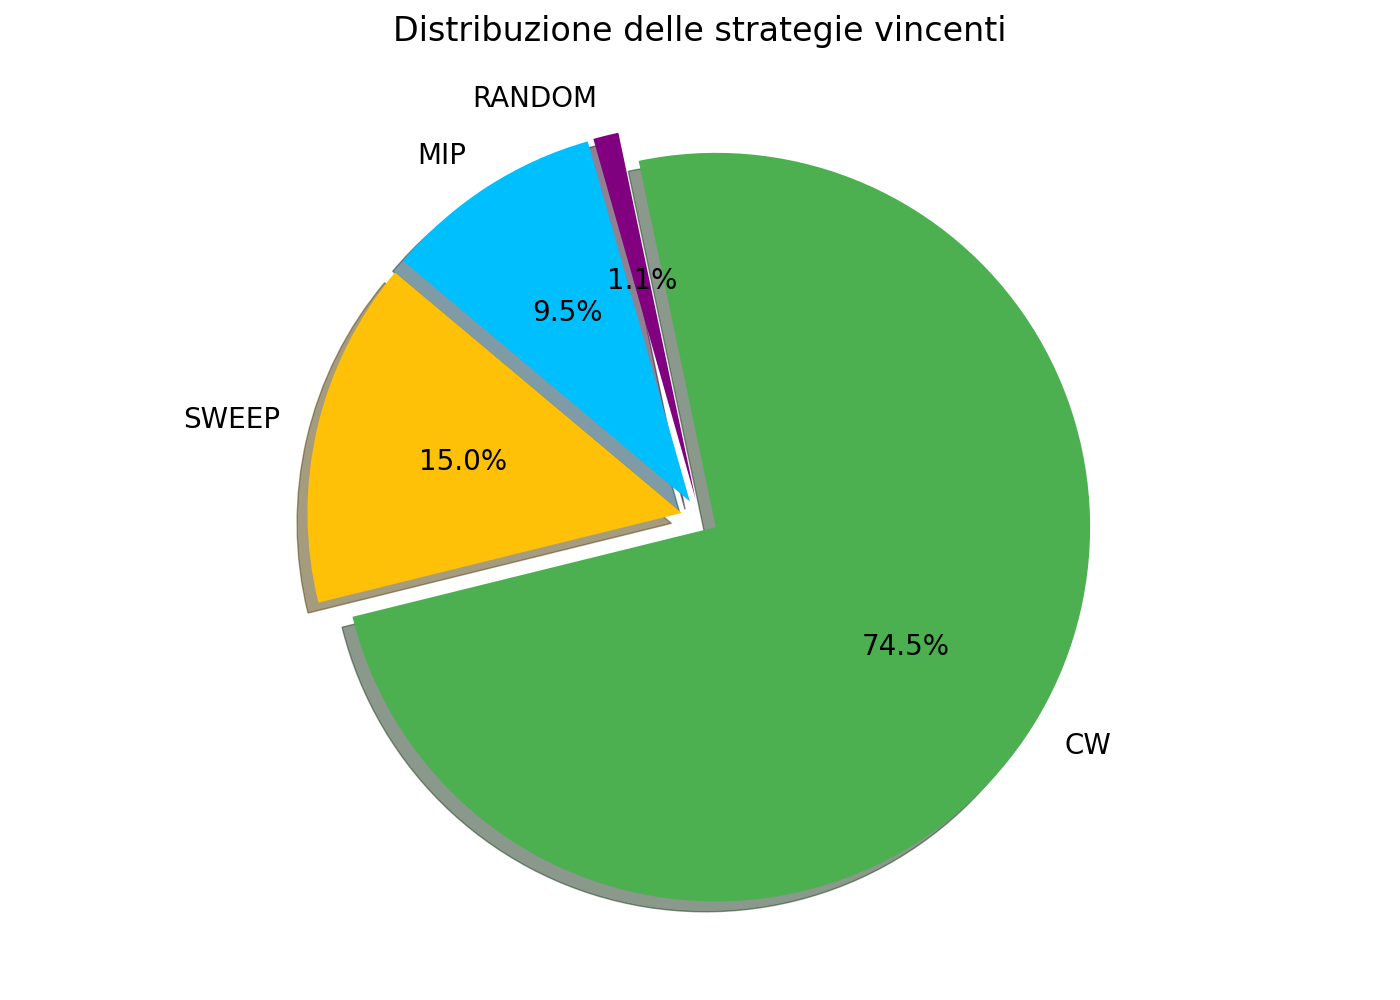 Distribuzione delle strategie vincenti
RANDOM
MIP
1.1%
9.5%
SWEEP
15.0%
74.5%
CW